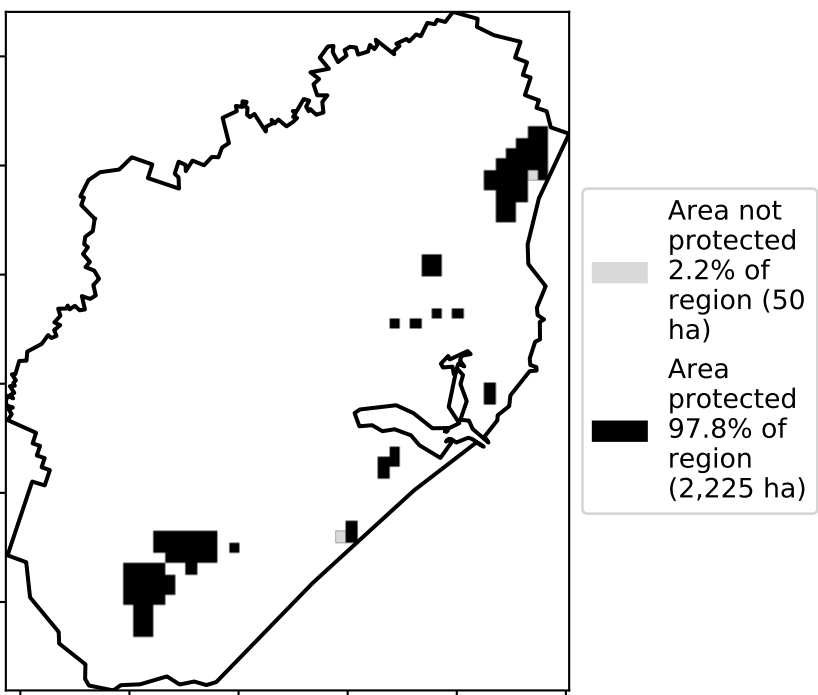 Area not
protected
2.2% of
region (50
ha)
Area
protected
97.8% of
region
(2,225 ha)